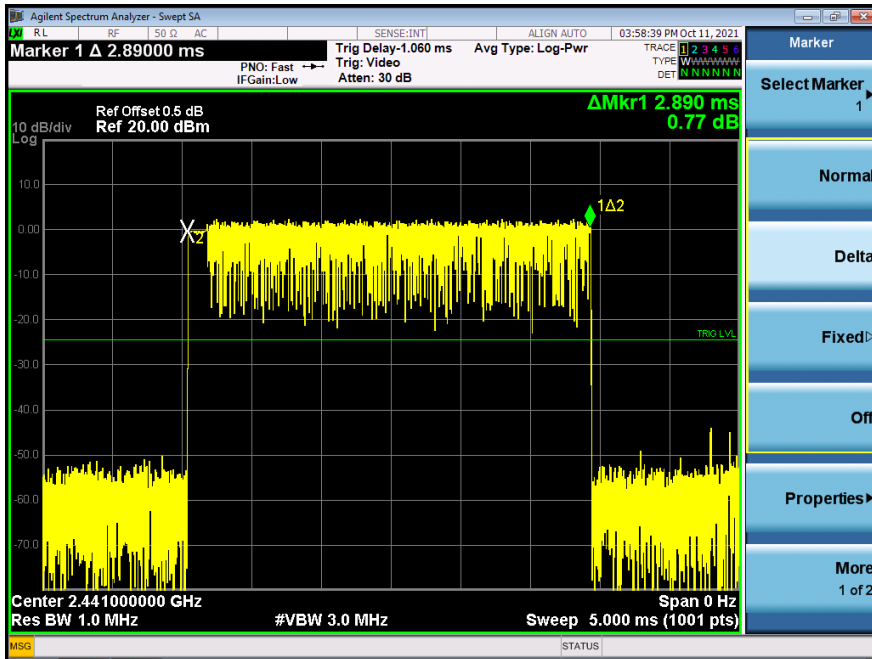 Agilent Spectrum Analyzer - Swept SA
LXI RL RF 50 Ω AC SENSE:INT ALIGN AUTO 03:58:39 PM Oct 11, 2021
Marker 1 Δ 2.89000 ms
PNO: Fast
IFGain:Low
Trig Delay-1.060 ms
Trig: Video
Atten: 30 dB
Avg Type: Log-Pwr
TRACE 1 2 3 4 5 6
TYPE WWWWWW
DET N N N N N N
ΔMkr1 2.890 ms
0.77 dB
Ref Offset 0.5 dB
10 dB/div Ref 20.00 dBm
Log
10.0
0.00
-10.0
-20.0
-30.0
-40.0
-50.0
-60.0
-70.0
X2
1Δ2
TRIG LVL
Center 2.441000000 GHz Span 0 Hz
Res BW 1.0 MHz #VBW 3.0 MHz Sweep 5.000 ms (1001 pts)
MSG STATUS
Marker
Select Marker
1
Normal
Delta
Fixed
Off
Properties
More
1 of 2